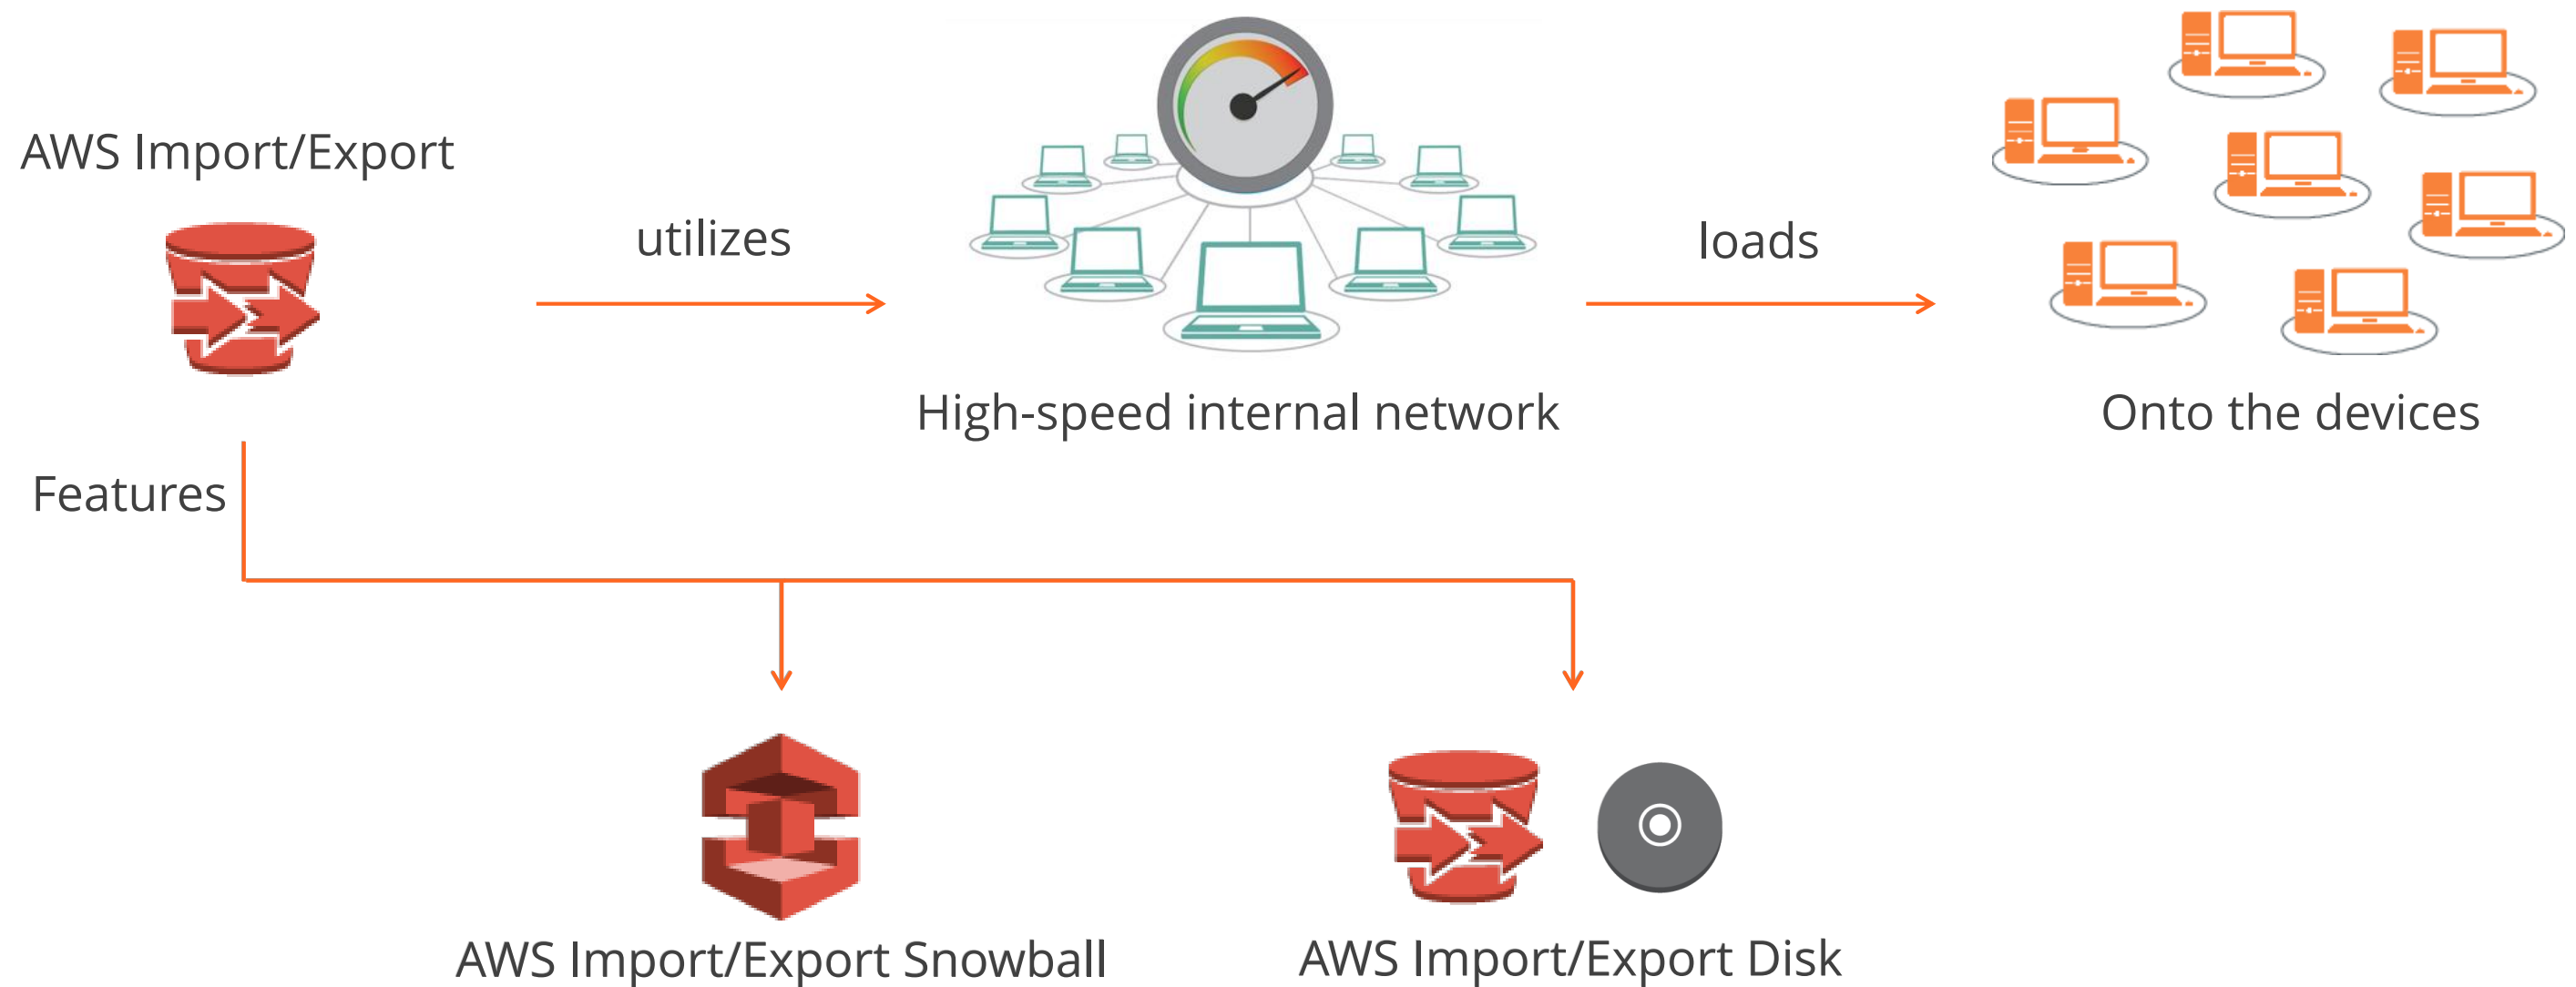 AWS Import/Export
utilizes
loads
High-speed internal network
Onto the devices
Features
AWS Import/Export Snowball
AWS Import/Export Disk